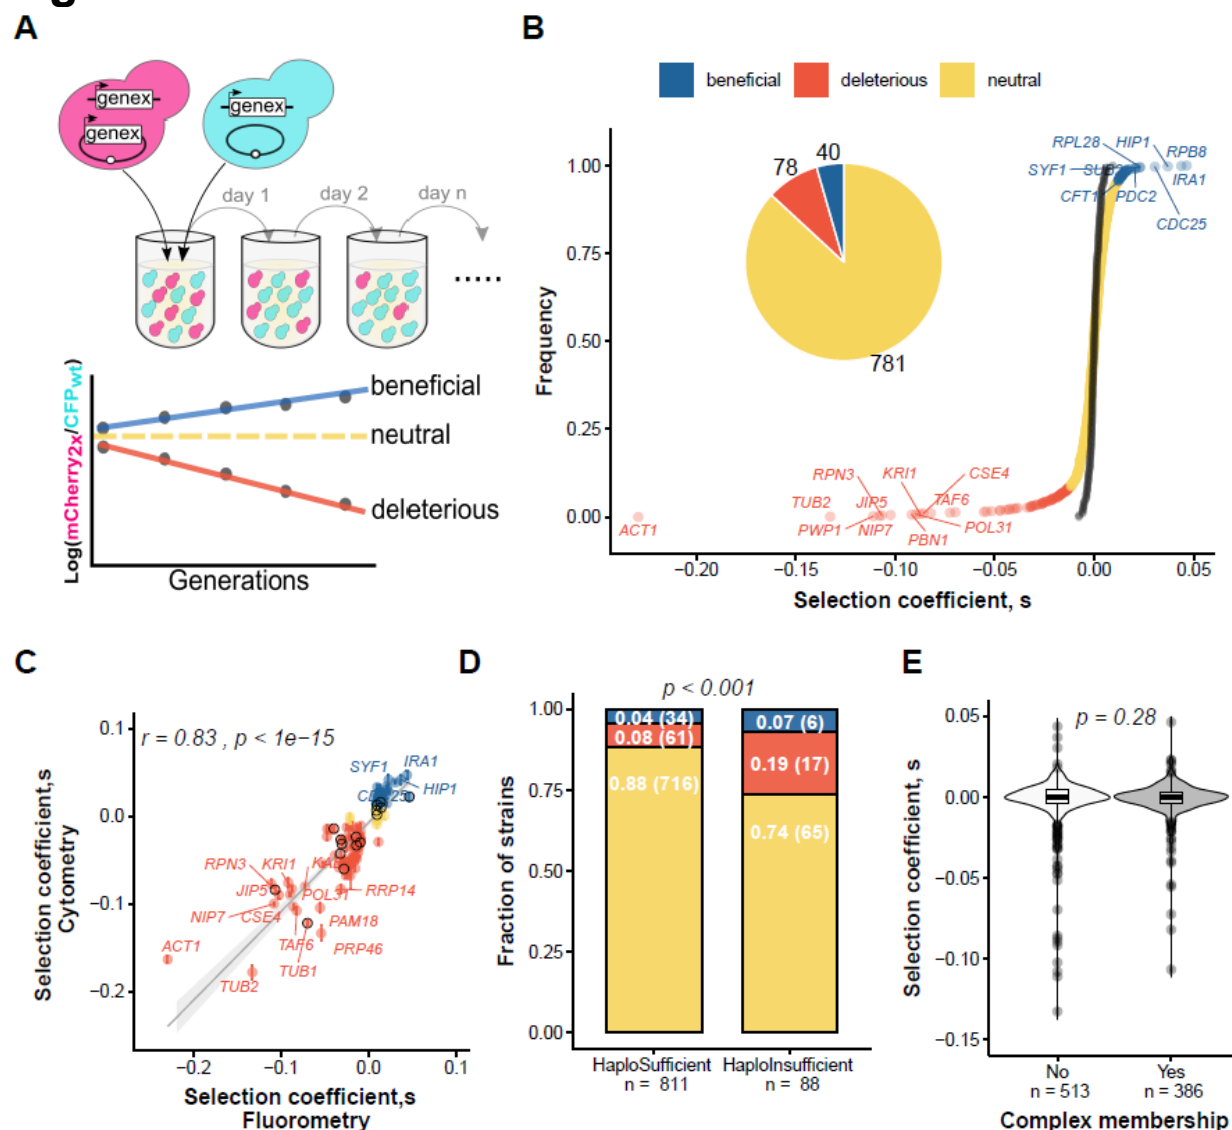 A
genex
genex
genex
day 1
day 2
day n
.....
Log(mCherry2x/CFPwt)
beneficial
neutral
deleterious
Generations
B
beneficial
deleterious
neutral
Frequency
1.00
0.75
0.50
0.25
0.00
78
40
781
RPL28
HIP1
RPB8
SYF1
IRA1
CFT1
PDC2
CDC25
RPN3
KRI1
CSE4
TUB2
JIP5
TAF6
ACT1
PWP1
NIP7
PBN1
POL31
−0.20
−0.15
−0.10
−0.05
0.00
0.05
Selection coefficient, s
C
r = 0.83 , p < 1e−15
Selection coefficient,s
Cytometry
0.1
0.0
−0.1
−0.2
SYF1
IRA1
HIP1
RPN3
KRI1
JIP5
POL31
RRP14
NIP7
CSE4
PAM18
ACT1
TAF6
PRP46
TUB1
TUB2
−0.2
−0.1
0.0
0.1
Selection coefficient,s
Fluorometry
D
p < 0.001
Fraction of strains
1.00
0.75
0.50
0.25
0.00
0.04 (34)
0.08 (61)
0.88 (716)
0.07 (6)
0.19 (17)
0.74 (65)
HaploSufficient
n = 811
HaploInsufficient
n = 88
E
p = 0.28
Selection coefficient, s
0.05
0.00
−0.05
−0.10
−0.15
No
n = 513
Yes
n = 386
Complex membership